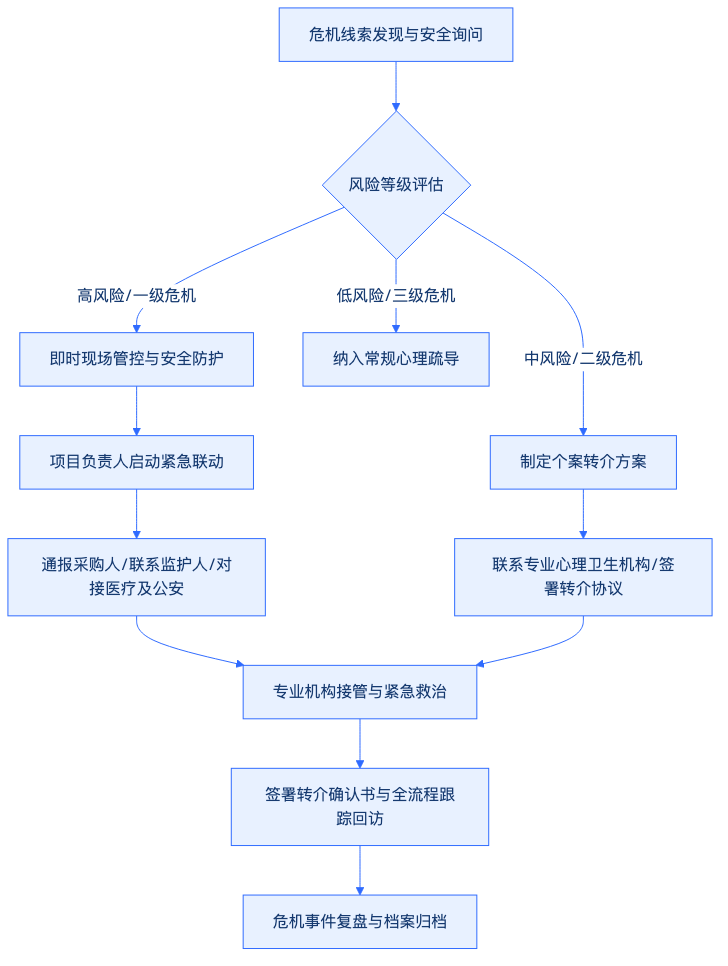 危机线索发现与安全询问
风险等级评估
高风险/一级危机
低风险/三级危机
中风险/二级危机
即时现场管控与安全防护
纳入常规心理疏导
项目负责人启动紧急联动
制定个案转介方案
通报采购人/联系监护人/对
接医疗及公安
联系专业心理卫生机构/签
署转介协议
专业机构接管与紧急救治
签署转介确认书与全流程跟
踪回访
危机事件复盘与档案归档